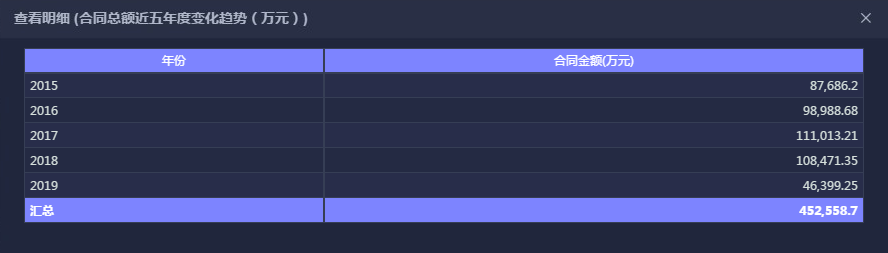 查看明细 (合同总额近五年度变化趋势（万元）)
年份 合同金额(万元)
2015 87,686.2
2016 98,988.68
2017 111,013.21
2018 108,471.35
2019 46,399.25
汇总 452,558.7